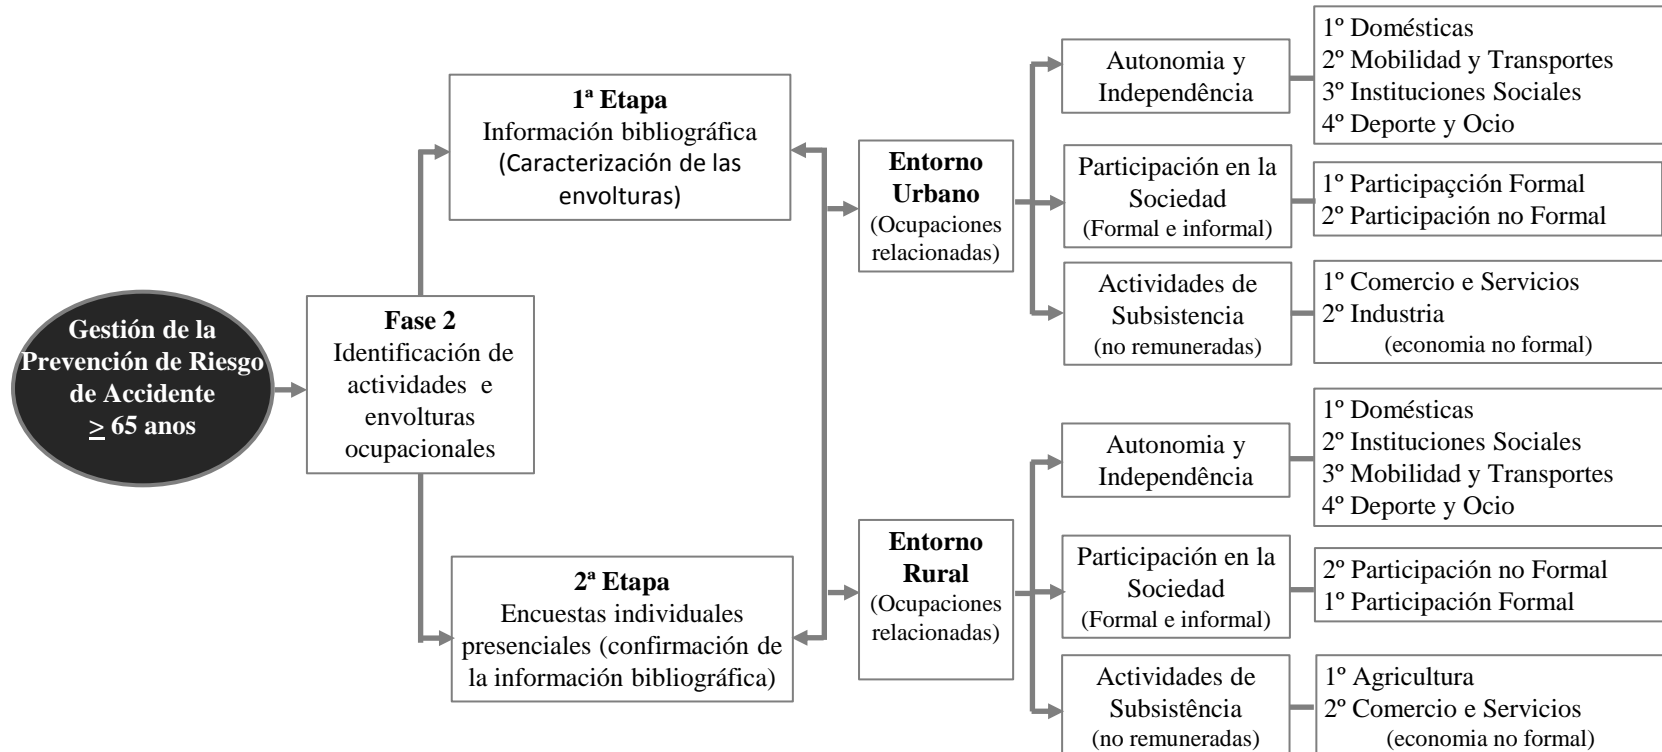 Gestión de la
Prevención de Riesgo
de Accidente
≥ 65 anos
Fase 2
Identificación de
actividades e
envolturas
ocupacionales
1ª Etapa
Información bibliográfica
(Caracterización de las
envolturas)
2ª Etapa
Encuestas individuales
presenciales (confirmación de
la información bibliográfica)
Entorno
Urbano
(Ocupaciones
relacionadas)
Autonomia y
Independência
1º Domésticas
2º Mobilidad y Transportes
3º Instituciones Sociales
4º Deporte y Ocio
Participación en la
Sociedad
(Formal e informal)
1º Participaçción Formal
2º Participación no Formal
Actividades de
Subsistencia
(no remuneradas)
1º Comercio e Servicios
2º Industria
(economia no formal)
Entorno
Rural
(Ocupaciones
relacionadas)
Autonomia y
Independência
1º Domésticas
2º Instituciones Sociales
3º Mobilidad y Transportes
4º Deporte y Ocio
Participación en la
Sociedad
(Formal e informal)
2º Participación no Formal
1º Participación Formal
Actividades de
Subsistência
(no remuneradas)
1º Agricultura
2º Comercio e Servicios
(economia no formal)